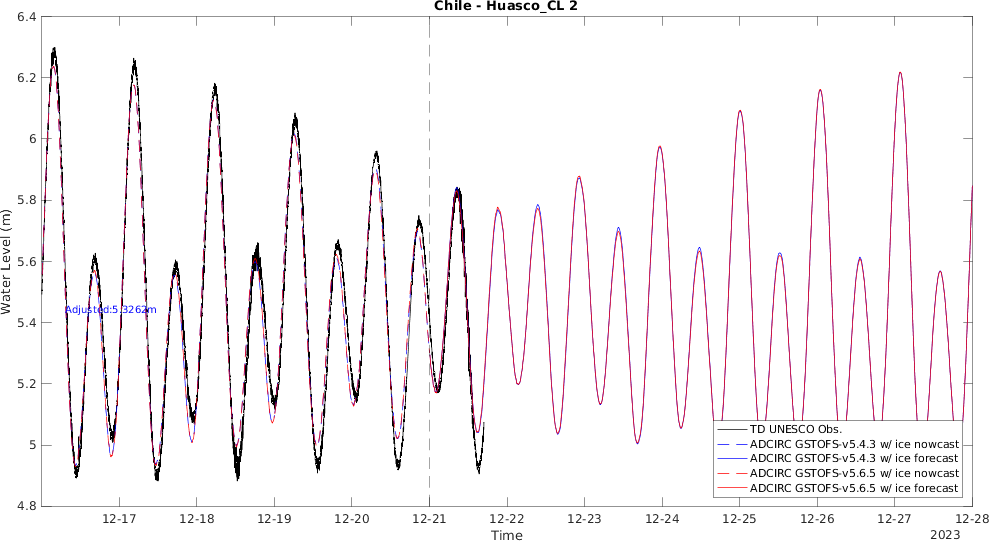 Chile - Huasco_CL 2
6.4
6.2
6
5.8
5.6
5.4
5.2
5
4.8
Water Level (m)
Adjusted:5.3262m
TD UNESCO Obs.
ADCIRC GSTOFS-v5.4.3 w/ ice nowcast
ADCIRC GSTOFS-v5.4.3 w/ ice forecast
ADCIRC GSTOFS-v5.6.5 w/ ice nowcast
ADCIRC GSTOFS-v5.6.5 w/ ice forecast
12-17 12-18 12-19 12-20 12-21 12-22 12-23 12-24 12-25 12-26 12-27 12-28
Time 2023